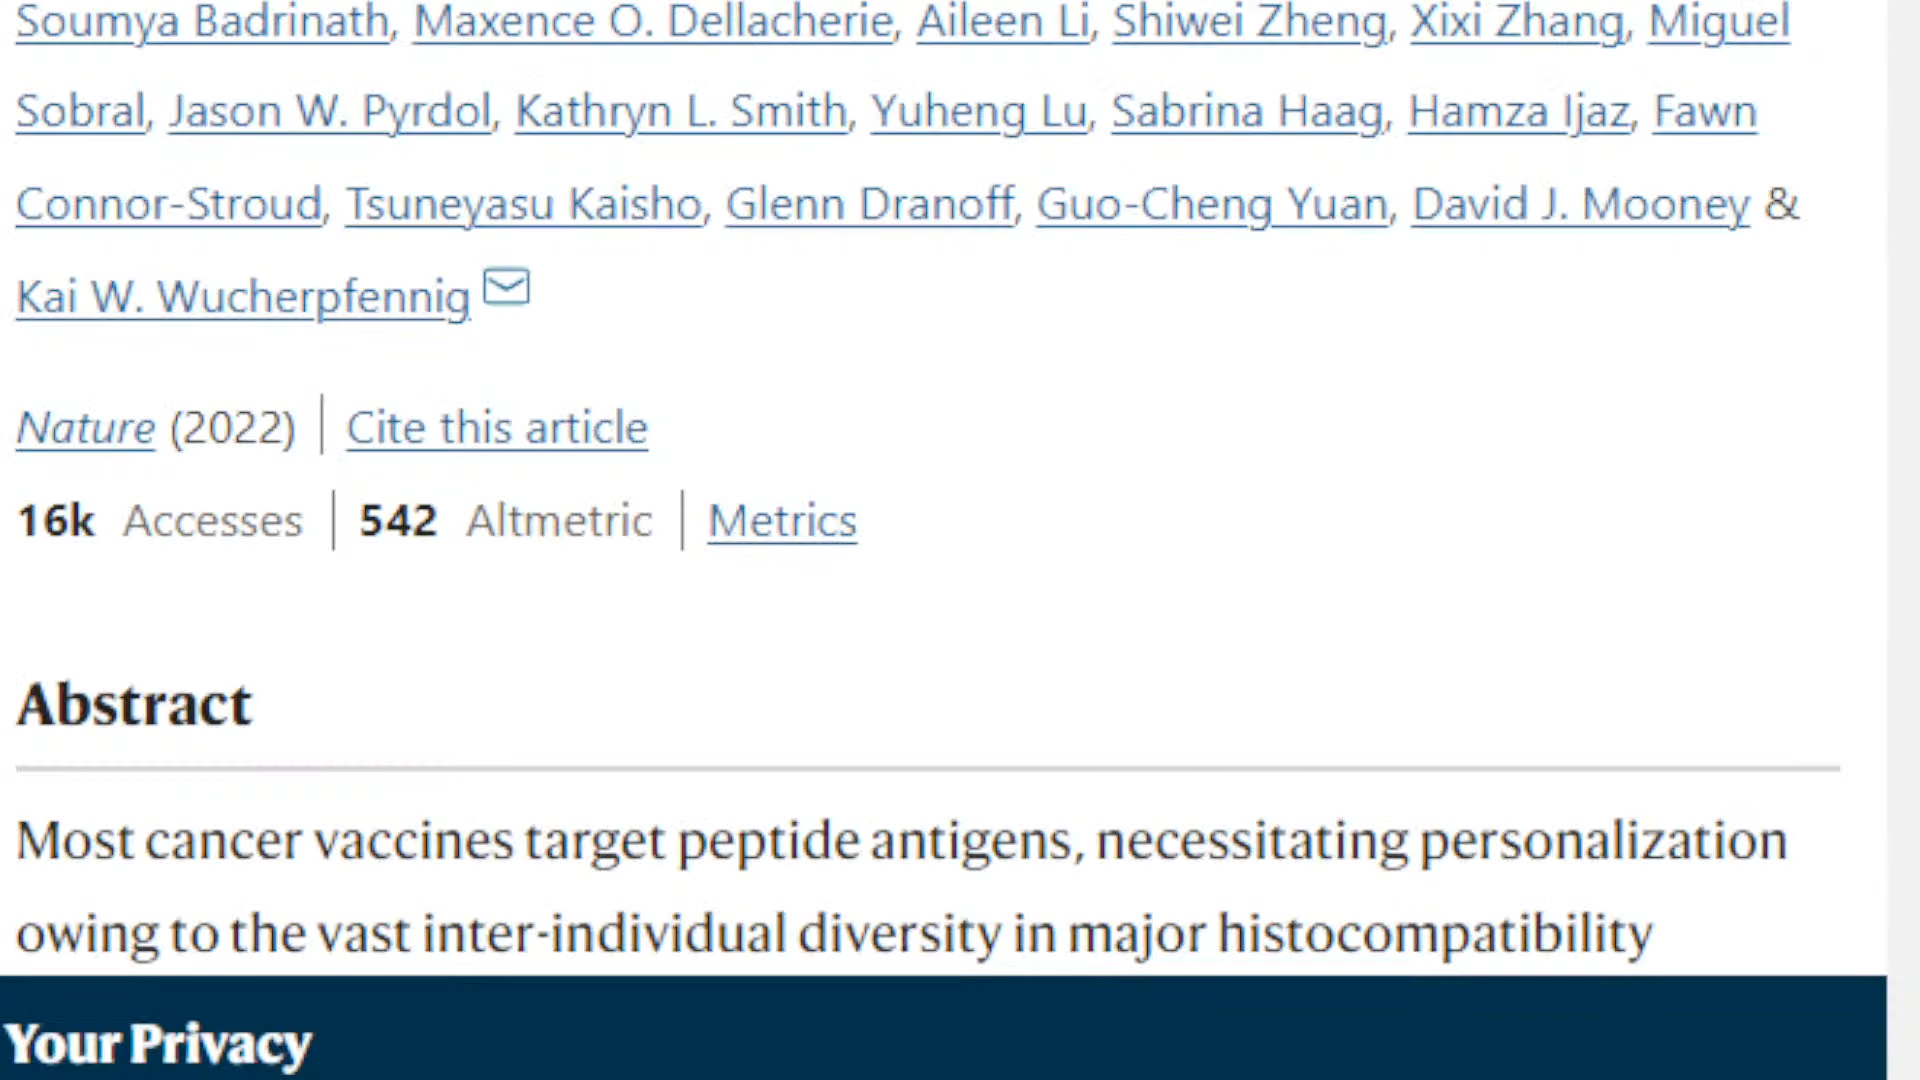 Soumya Badrinath, Maxence O. Dellacherie, Aileen Li, Shiwei Zheng, Xixi Zhang, Miguel
Sobral, Jason W. Pyrdol, Kathryn L. Smith, Yuheng Lu, Sabrina Haag, Hamza Ijaz, Fawn
Connor-Stroud, Tsuneyasu Kaisho, Glenn Dranoff, Guo-Cheng Yuan, David J. Mooney &
Kai W. Wucherpfennig
Nature (2022) | Cite this article
16k Accesses | 542 Altmetric | Metrics
Abstract
Most cancer vaccines target peptide antigens, necessitating personalization
owing to the vast inter-individual diversity in major histocompatibility
Your Privacy